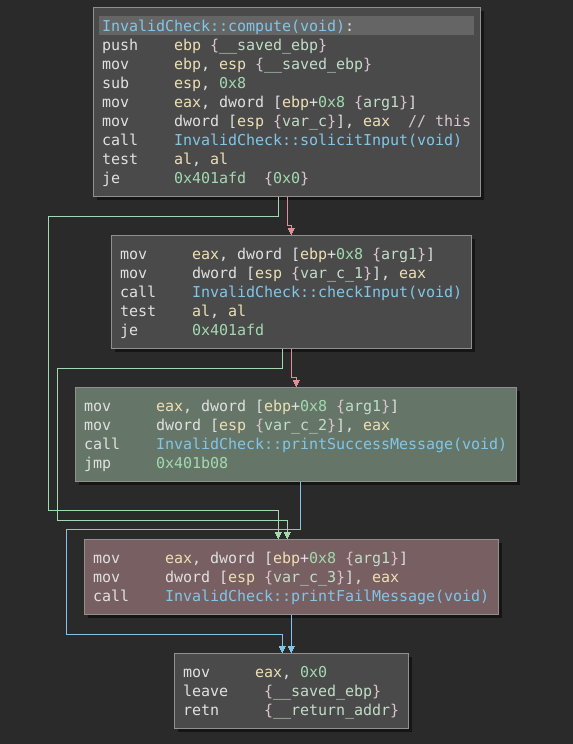 InvalidCheck::compute(void):
push ebp {__saved_ebp}
mov ebp, esp {__saved_ebp}
sub esp, 0x8
mov eax, dword [ebp+0x8 {arg1}]
mov dword [esp {var_c}], eax // this
call InvalidCheck::solicitInput(void)
test al, al
je 0x401afd {0x0}
mov eax, dword [ebp+0x8 {arg1}]
mov dword [esp {var_c_1}], eax
call InvalidCheck::checkInput(void)
test al, al
je 0x401afd
mov eax, dword [ebp+0x8 {arg1}]
mov dword [esp {var_c_2}], eax
call InvalidCheck::printSuccessMessage(void)
jmp 0x401b08
mov eax, dword [ebp+0x8 {arg1}]
mov dword [esp {var_c_3}], eax
call InvalidCheck::printFailMessage(void)
mov eax, 0x0
leave {__saved_ebp}
retn {__return_addr}